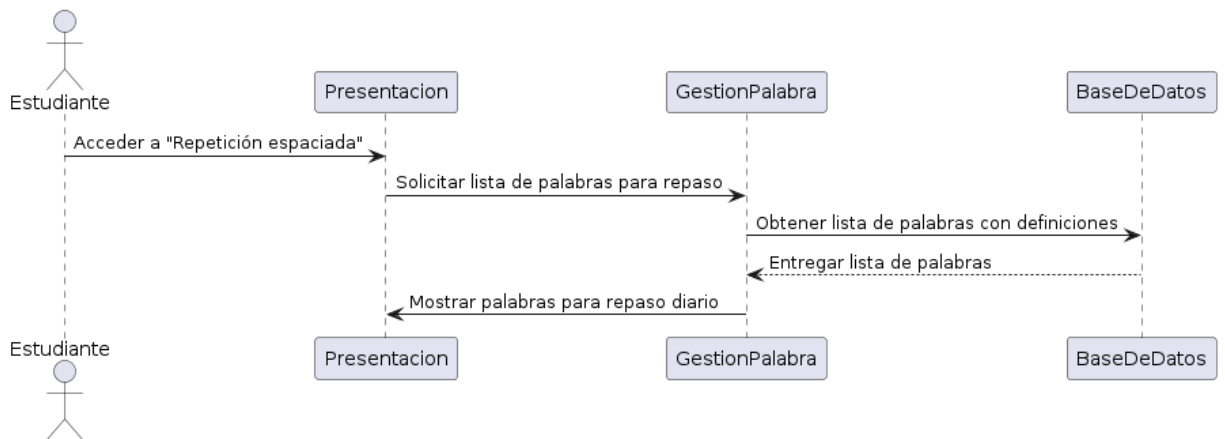 Estudiante
Presentacion
GestionPalabra
BaseDeDatos
Acceder a "Repetición espaciada"
Solicitar lista de palabras para repaso
Obtener lista de palabras con definiciones
Entregar lista de palabras
Mostrar palabras para repaso diario
Estudiante
Presentacion
GestionPalabra
BaseDeDatos